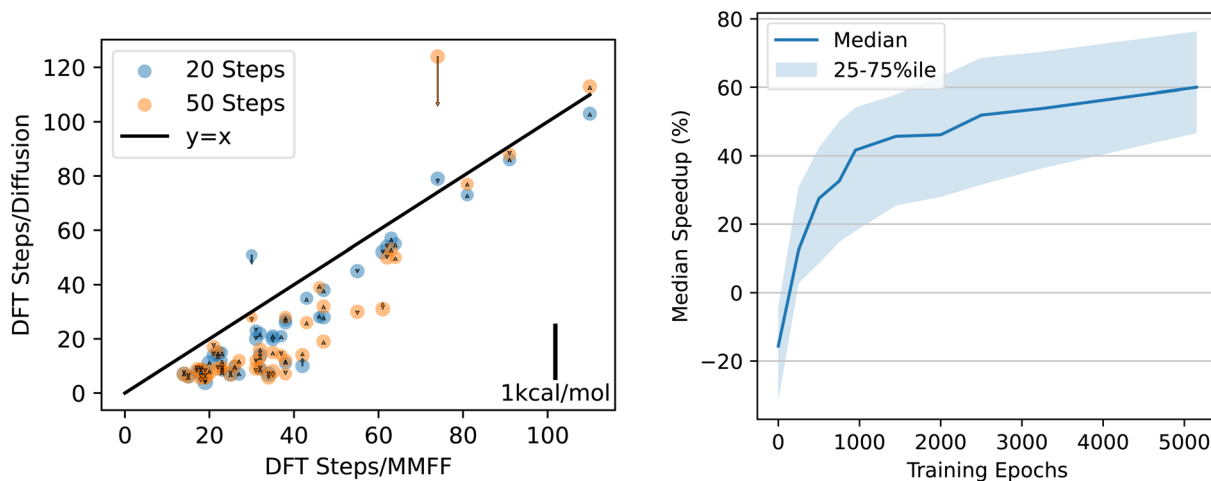 DFT Steps/Diffusion
120
100
80
60
40
20
0
20 Steps
50 Steps
y=x
1kcal/mol
0 20 40 60 80 100
DFT Steps/MMFF
Median Speedup (%)
80
60
40
20
0
−20
Median
25-75%ile
0 1000 2000 3000 4000 5000
Training Epochs